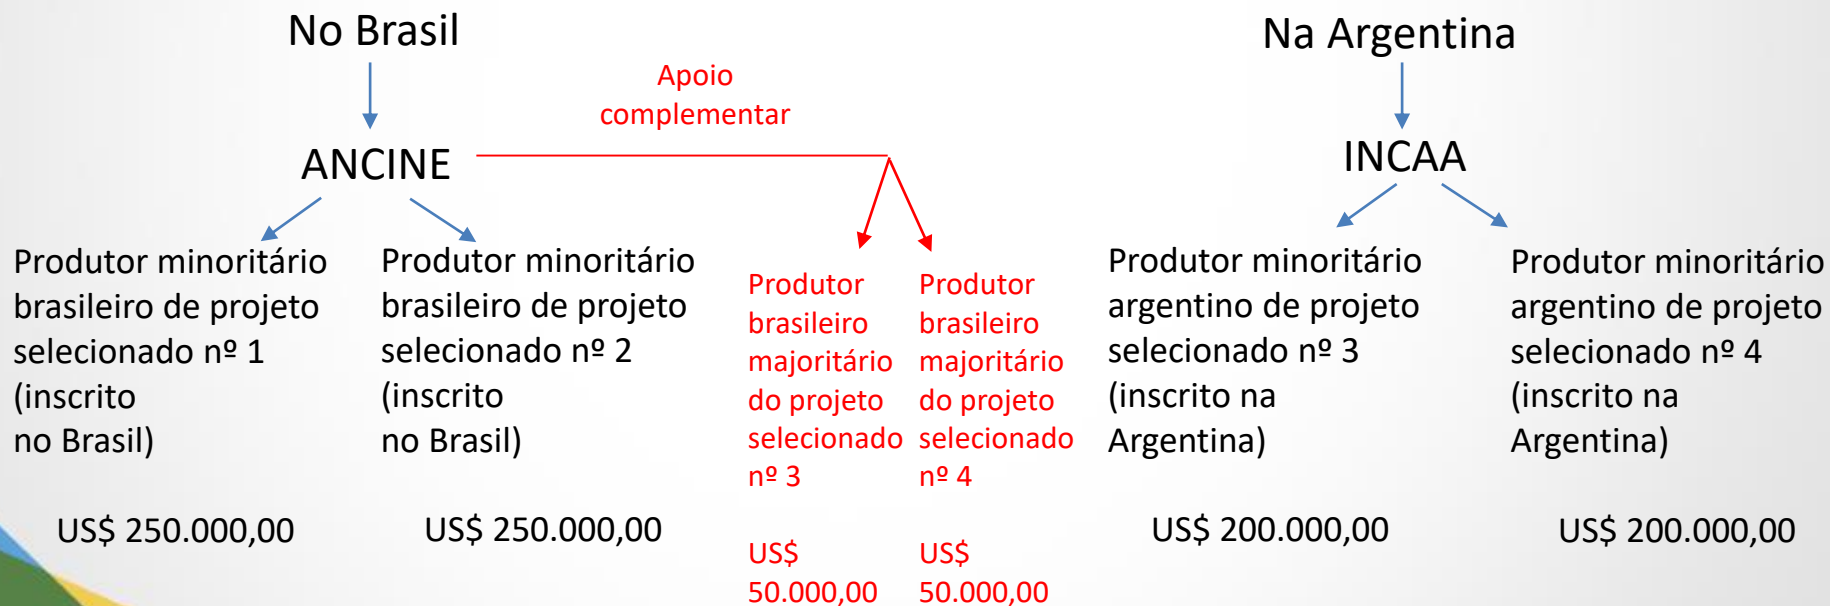 No Brasil
Na Argentina
Apoio
complementar
ANCINE
INCAA
Produtor minoritário
brasileiro de projeto
selecionado nº 1
(inscrito
no Brasil)
US$ 250.000,00
Produtor minoritário
brasileiro de projeto
selecionado nº 2
(inscrito
no Brasil)
US$ 250.000,00
Produtor
brasileiro
majoritário
do projeto
selecionado
nº 3
US$
50.000,00
Produtor
brasileiro
majoritário
do projeto
selecionado
nº 4
US$
50.000,00
Produtor minoritário
argentino de projeto
selecionado nº 3
(inscrito na
Argentina)
US$ 200.000,00
Produtor minoritário
argentino de projeto
selecionado nº 4
(inscrito na
Argentina)
US$ 200.000,00